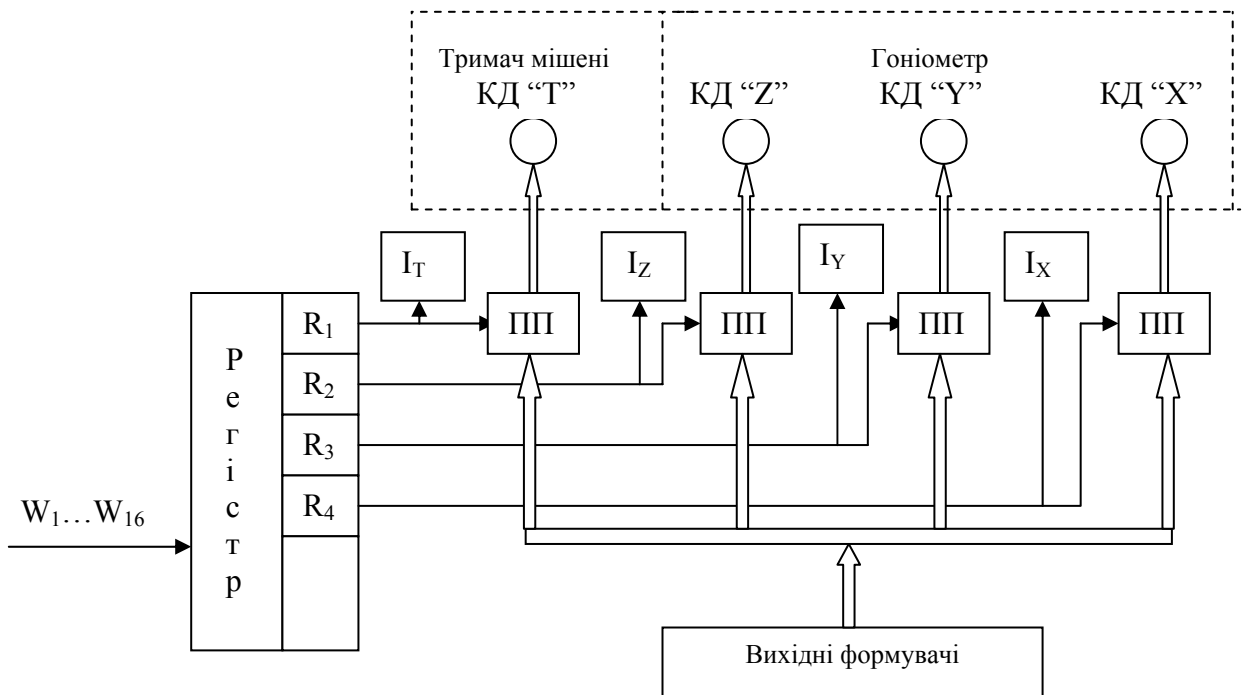 Тримач мішені
КД “T”
Гоніометр
КД “Z”
КД “Y”
КД “X”
I_T
I_Z
I_Y
I_X
ПП
ПП
ПП
ПП
Регістр
R₁
R₂
R₃
R₄
W₁…W₁₆
Вихідні формувачі